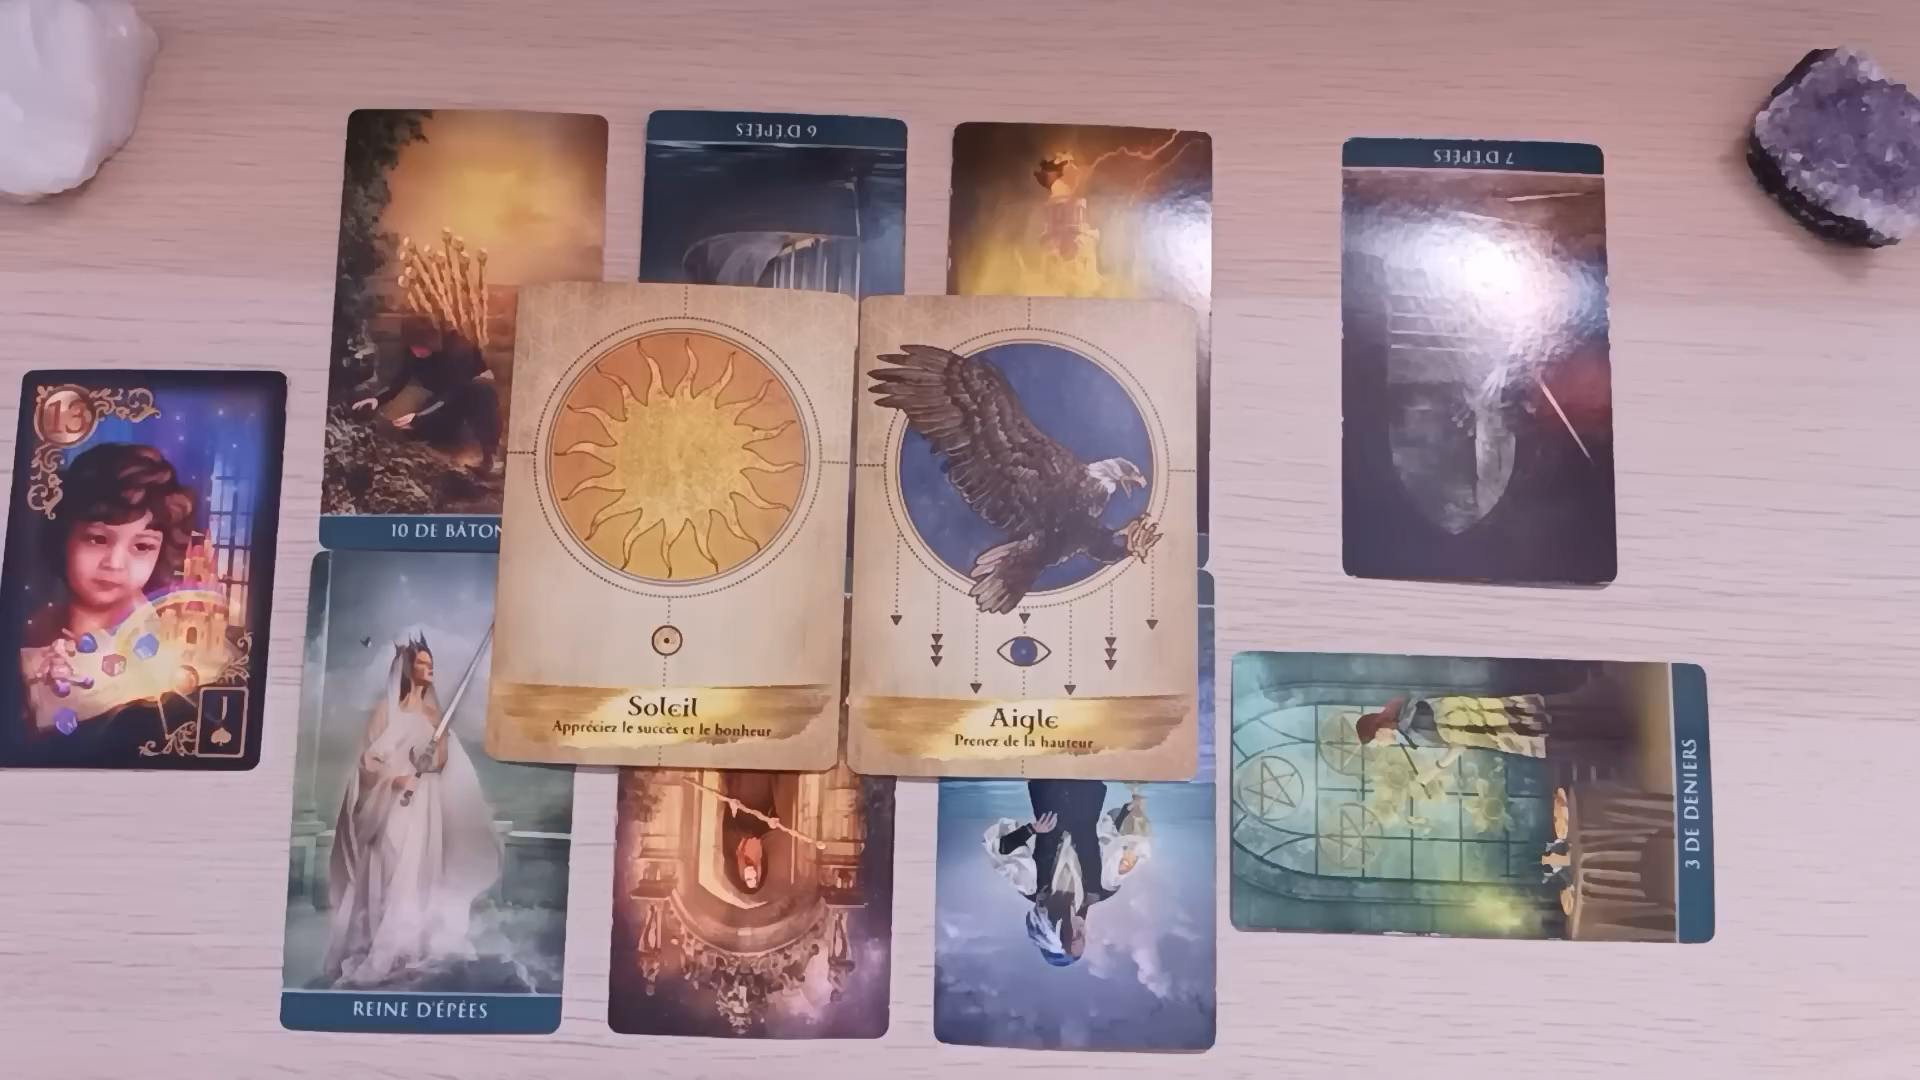 6 D'ÉPÉES
7 D'ÉPÉES
13
10 DE BÂTON
J
Soleil
Appréciez le succès et le bonheur
Aigle
Prenez de la hauteur
3 DE DENIERS
REINE D'ÉPÉES